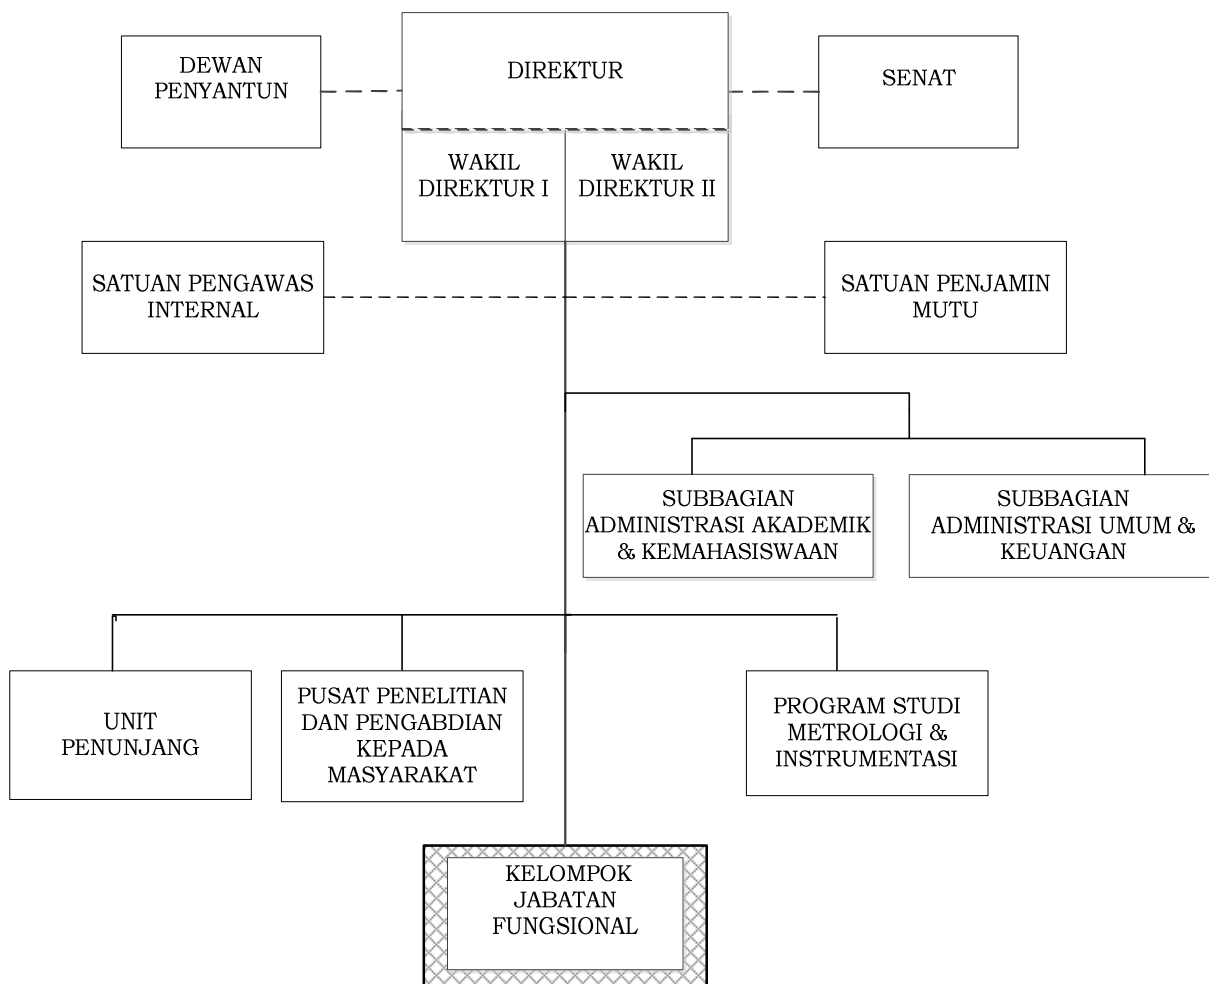 DEWAN
PENYANTUN
DIREKTUR
SENAT
WAKIL
DIREKTUR I
WAKIL
DIREKTUR II
SATUAN PENGAWAS
INTERNAL
SATUAN PENJAMIN
MUTU
SUBBAGIAN
ADMINISTRASI AKADEMIK
& KEMAHASISWAAN
SUBBAGIAN
ADMINISTRASI UMUM &
KEUANGAN
UNIT
PENUNJANG
PUSAT PENELITIAN
DAN PENGABDIAN
KEPADA
MASYARAKAT
PROGRAM STUDI
METROLOGI &
INSTRUMENTASI
KELOMPOK
JABATAN
FUNGSIONAL